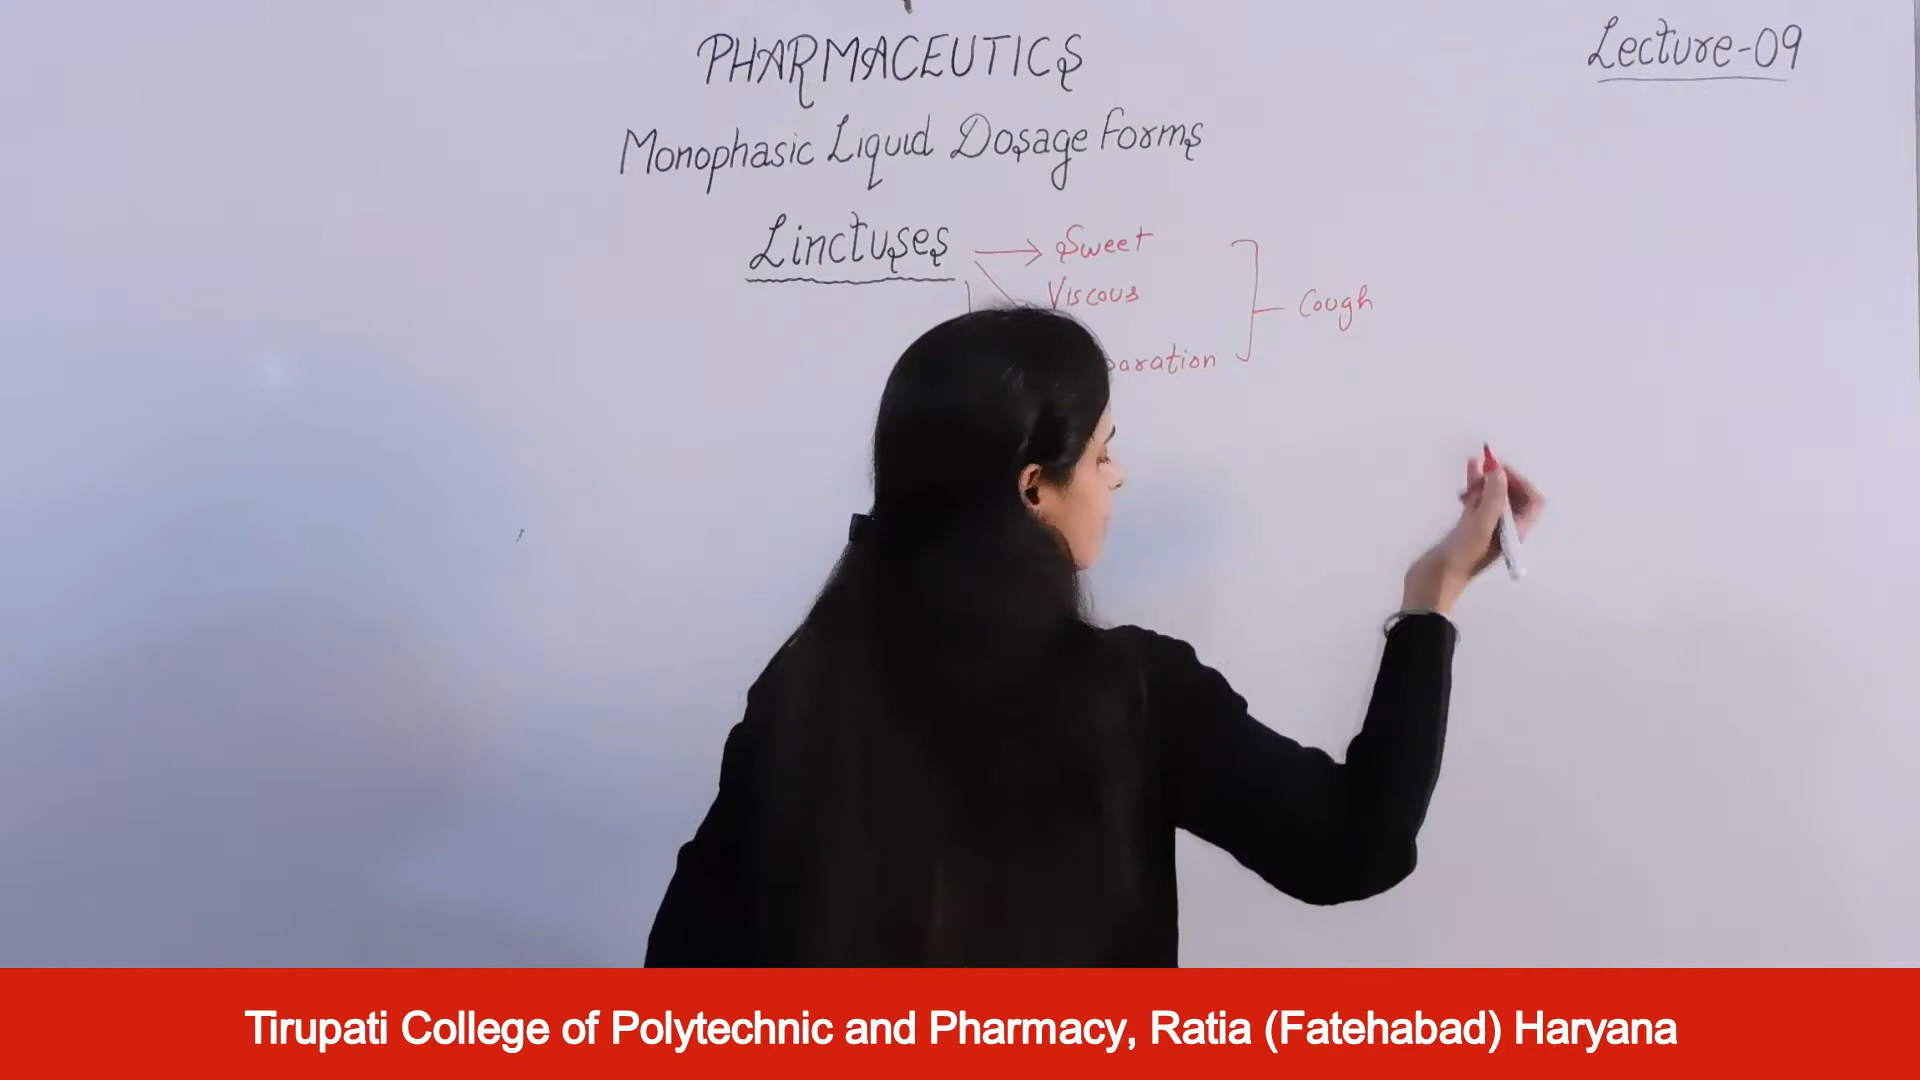 PHARMACEUTICS
Lecture-09
Monophasic Liquid Dosage Forms
Linctuses → Sweet
Viscous
Cough
paration
Tirupati College of Polytechnic and Pharmacy, Ratia (Fatehabad) Haryana